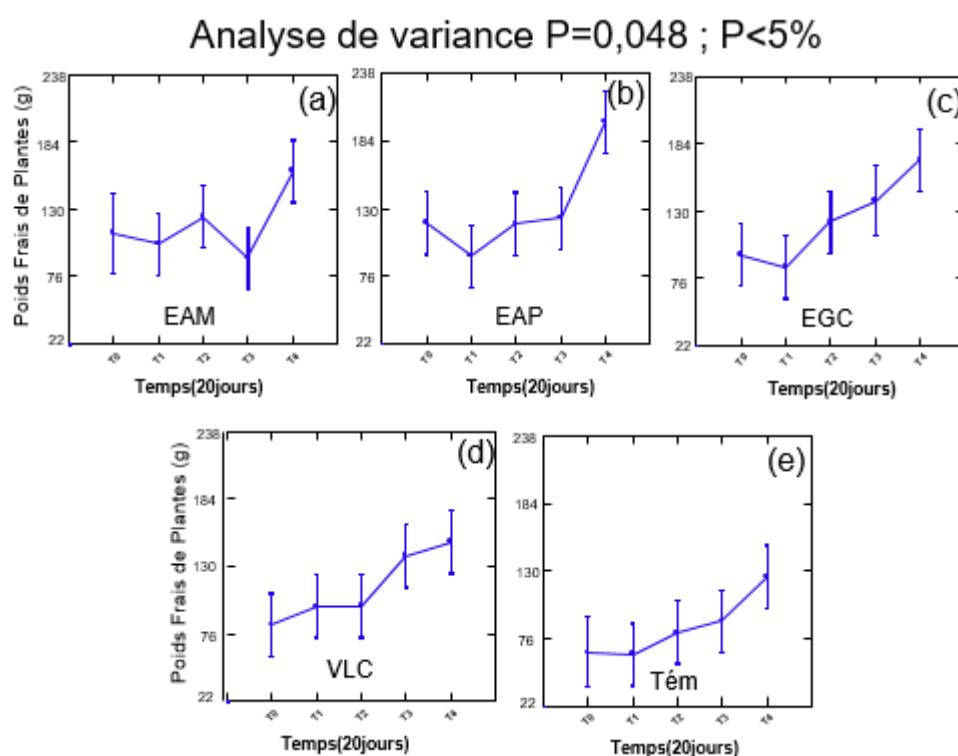 Analyse de variance P=0,048 ; P<5%
Poids Frais de Plantes (g)
238
184
130
76
22
(a)
EAM
T0 T1 T2 T3 T4
Temps(20jours)
238
184
130
76
22
(b)
EAP
T0 T1 T2 T3 T4
Temps(20jours)
238
184
130
76
22
(c)
EGC
T0 T1 T2 T3 T4
Temps(20jours)
Poids Frais de Plantes (g)
238
184
130
76
22
(d)
VLC
T0 T1 T2 T3 T4
Temps(20jours)
238
184
130
76
22
(e)
Tém
T0 T1 T2 T3 T4
Temps(20jours)